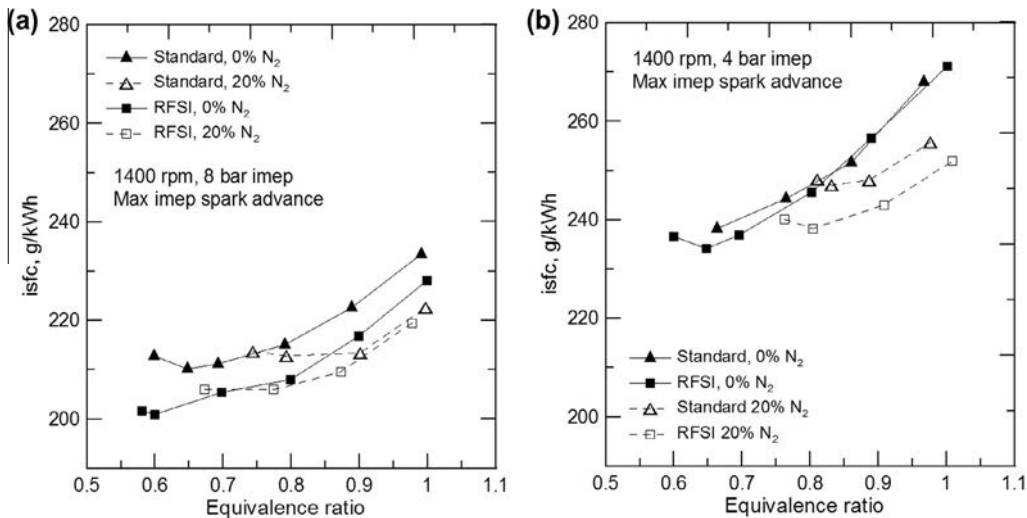 (a)
280
260
240
220
200
isfc, g/kWh
Standard, 0% N₂
Standard, 20% N₂
RFSI, 0% N₂
RFSI, 20% N₂
1400 rpm, 8 bar imep
Max imep spark advance
0.5 0.6 0.7 0.8 0.9 1 1.1
Equivalence ratio
(b)
280
260
240
220
200
isfc, g/kWh
1400 rpm, 4 bar imep
Max imep spark advance
Standard, 0% N₂
RFSI, 0% N₂
Standard 20% N₂
RFSI 20% N₂
0.5 0.6 0.7 0.8 0.9 1 1.1
Equivalence ratio